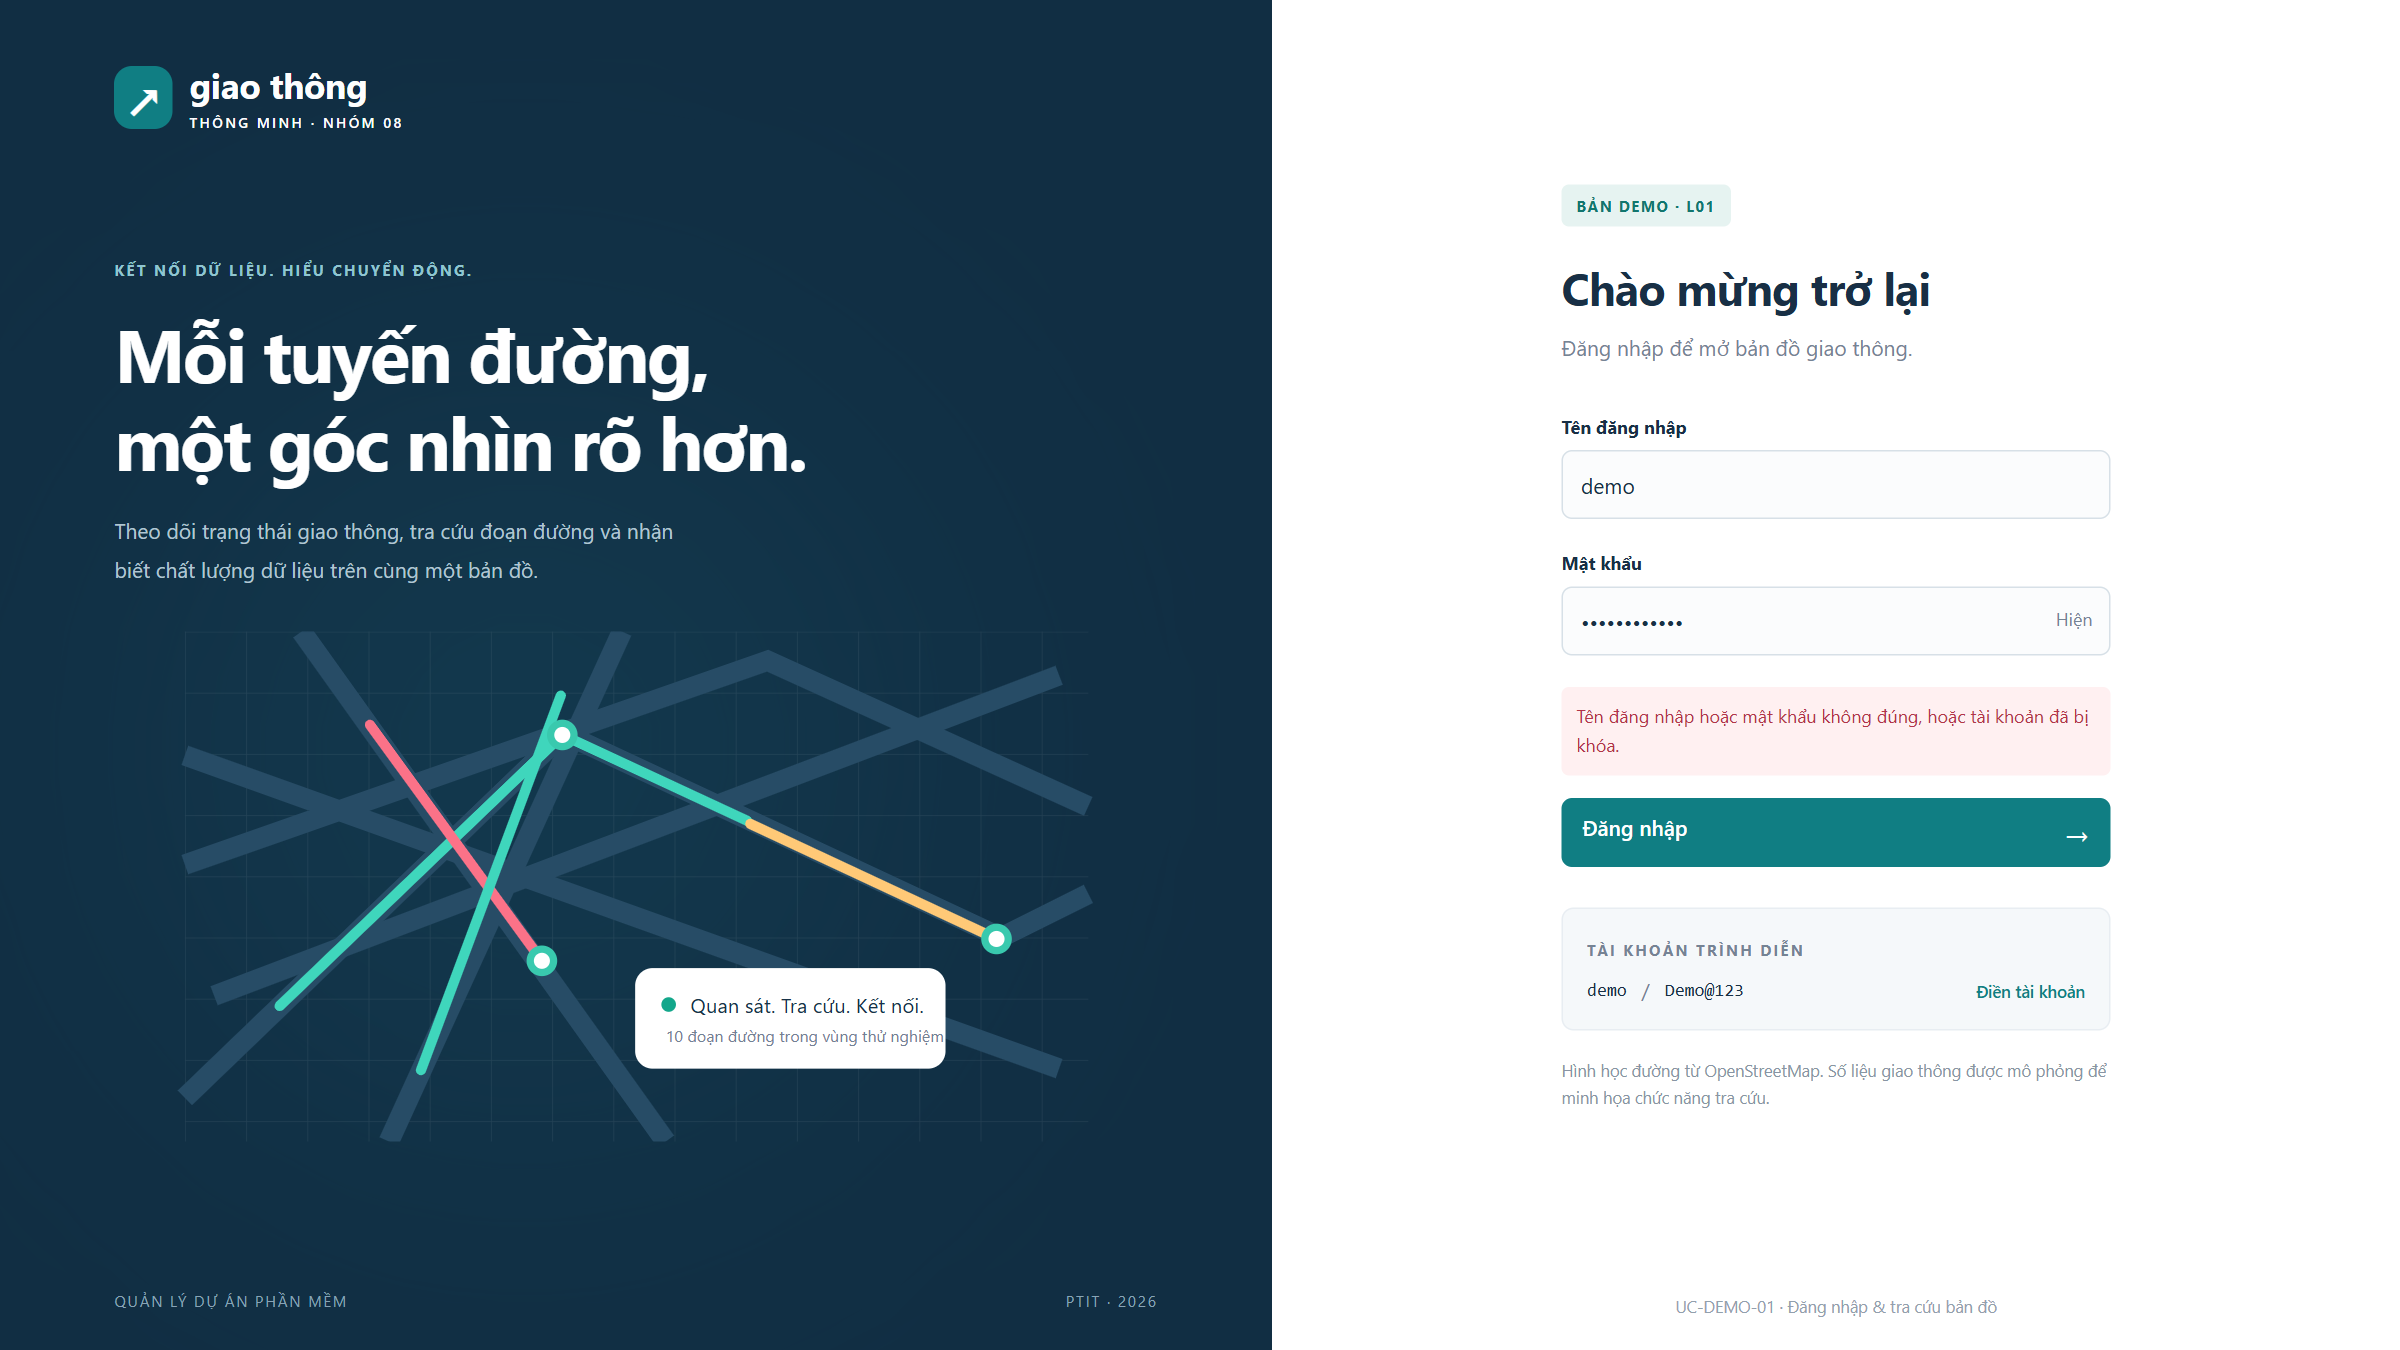 giao thông
THÔNG MINH · NHÓM 08
KẾT NỐI DỮ LIỆU. HIỂU CHUYỂN ĐỘNG.
Mỗi tuyến đường,
một góc nhìn rõ hơn.
Theo dõi trạng thái giao thông, tra cứu đoạn đường và nhận
biết chất lượng dữ liệu trên cùng một bản đồ.
Quan sát. Tra cứu. Kết nối.
10 đoạn đường trong vùng thử nghiệm
QUẢN LÝ DỰ ÁN PHẦN MỀM
PTIT · 2026
BẢN DEMO · L01
Chào mừng trở lại
Đăng nhập để mở bản đồ giao thông.
Tên đăng nhập
demo
Mật khẩu
••••••••••••
Hiện
Tên đăng nhập hoặc mật khẩu không đúng, hoặc tài khoản đã bị
khóa.
Đăng nhập →
TÀI KHOẢN TRÌNH DIỄN
demo / Demo@123
Điền tài khoản
Hình học đường từ OpenStreetMap. Số liệu giao thông được mô phỏng để
minh họa chức năng tra cứu.
UC-DEMO-01 · Đăng nhập & tra cứu bản đồ